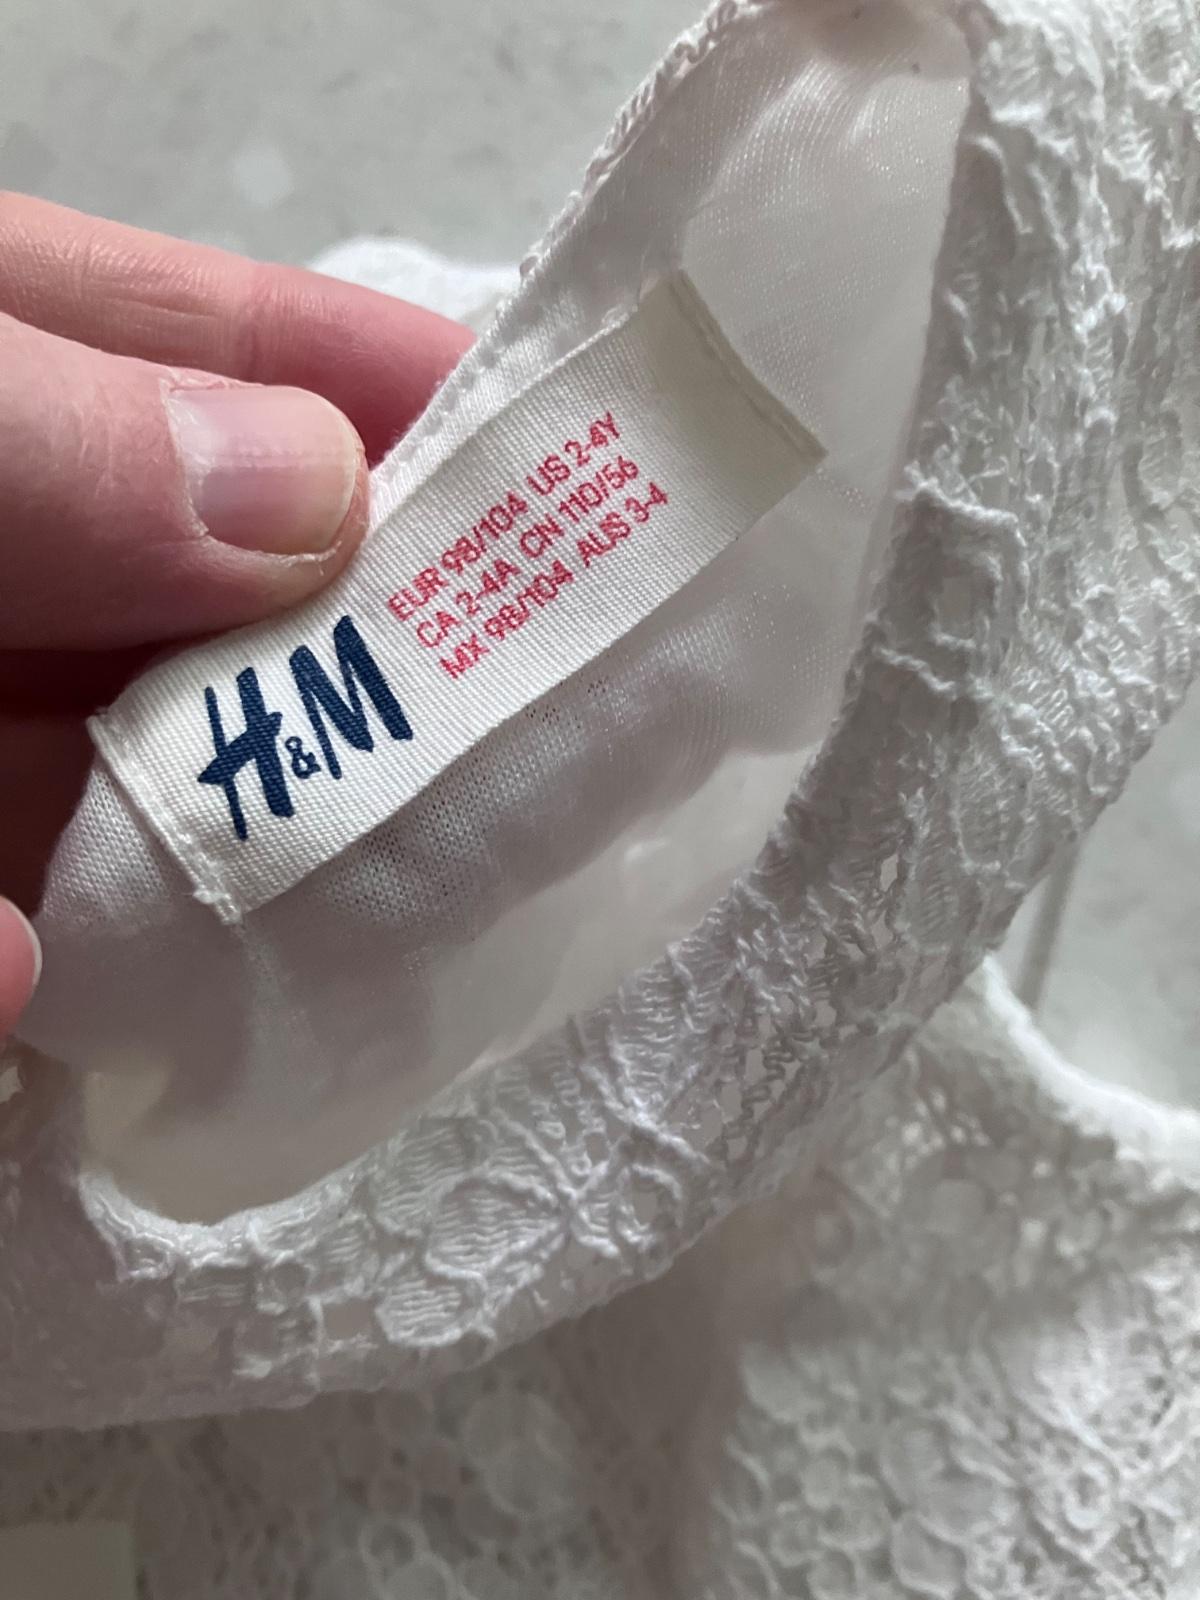 H&M
EUR 98/104 US 2-4Y
CA 2-4A CN 110/56
MX 98/104 AUS 3-4